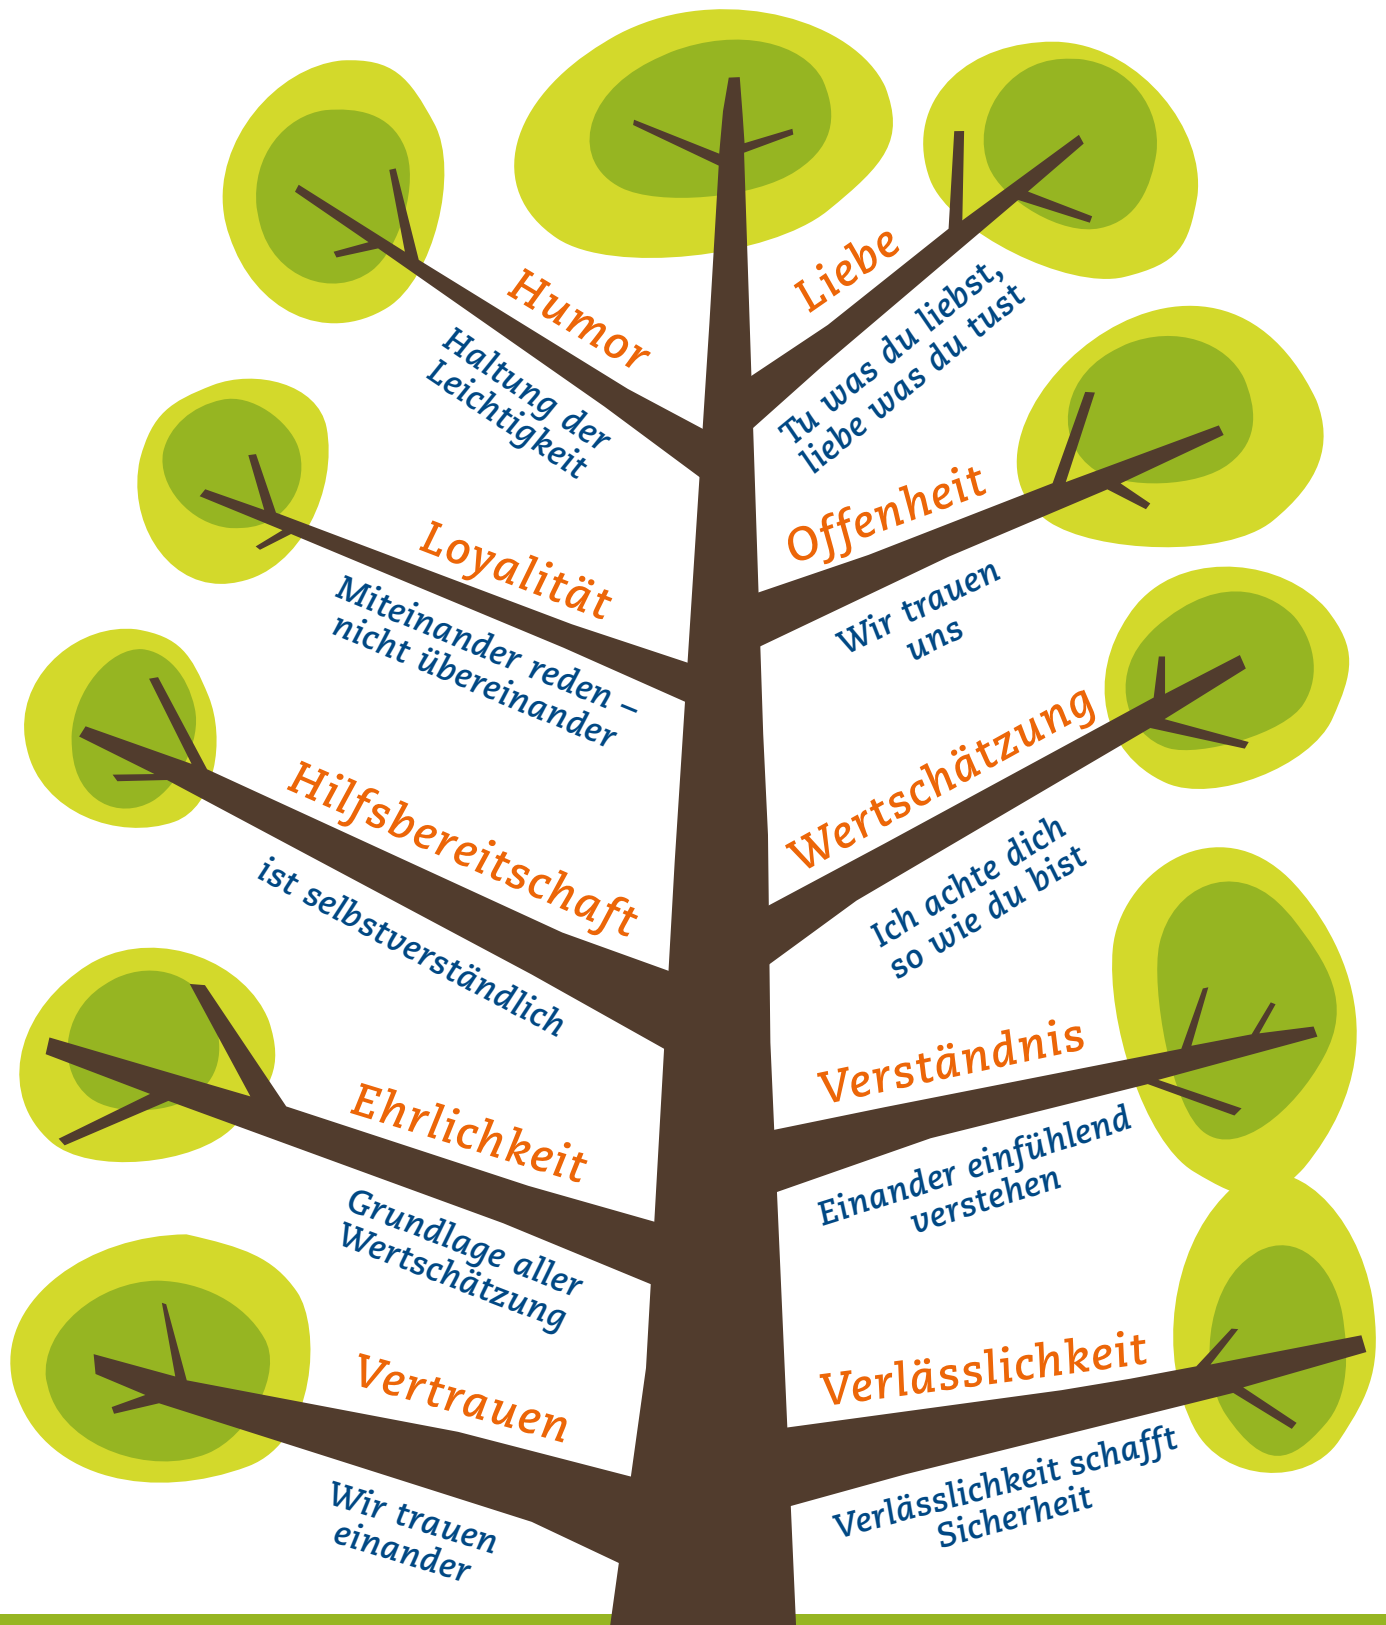 Humor
Haltung der
Leichtigkeit
Loyalität
Miteinander reden –
nicht übereinander
Hilfsbereitschaft
ist selbstverständlich
Ehrlichkeit
Grundlage aller
Wertschätzung
Vertrauen
Wir trauen
einander
Liebe
Tu was du liebst,
liebe was du tust
Offenheit
Wir trauen
uns
Wertschätzung
Ich achte dich
so wie du bist
Verständnis
Einander einfühlend
verstehen
Verlässlichkeit
Verlässlichkeit schafft
Sicherheit